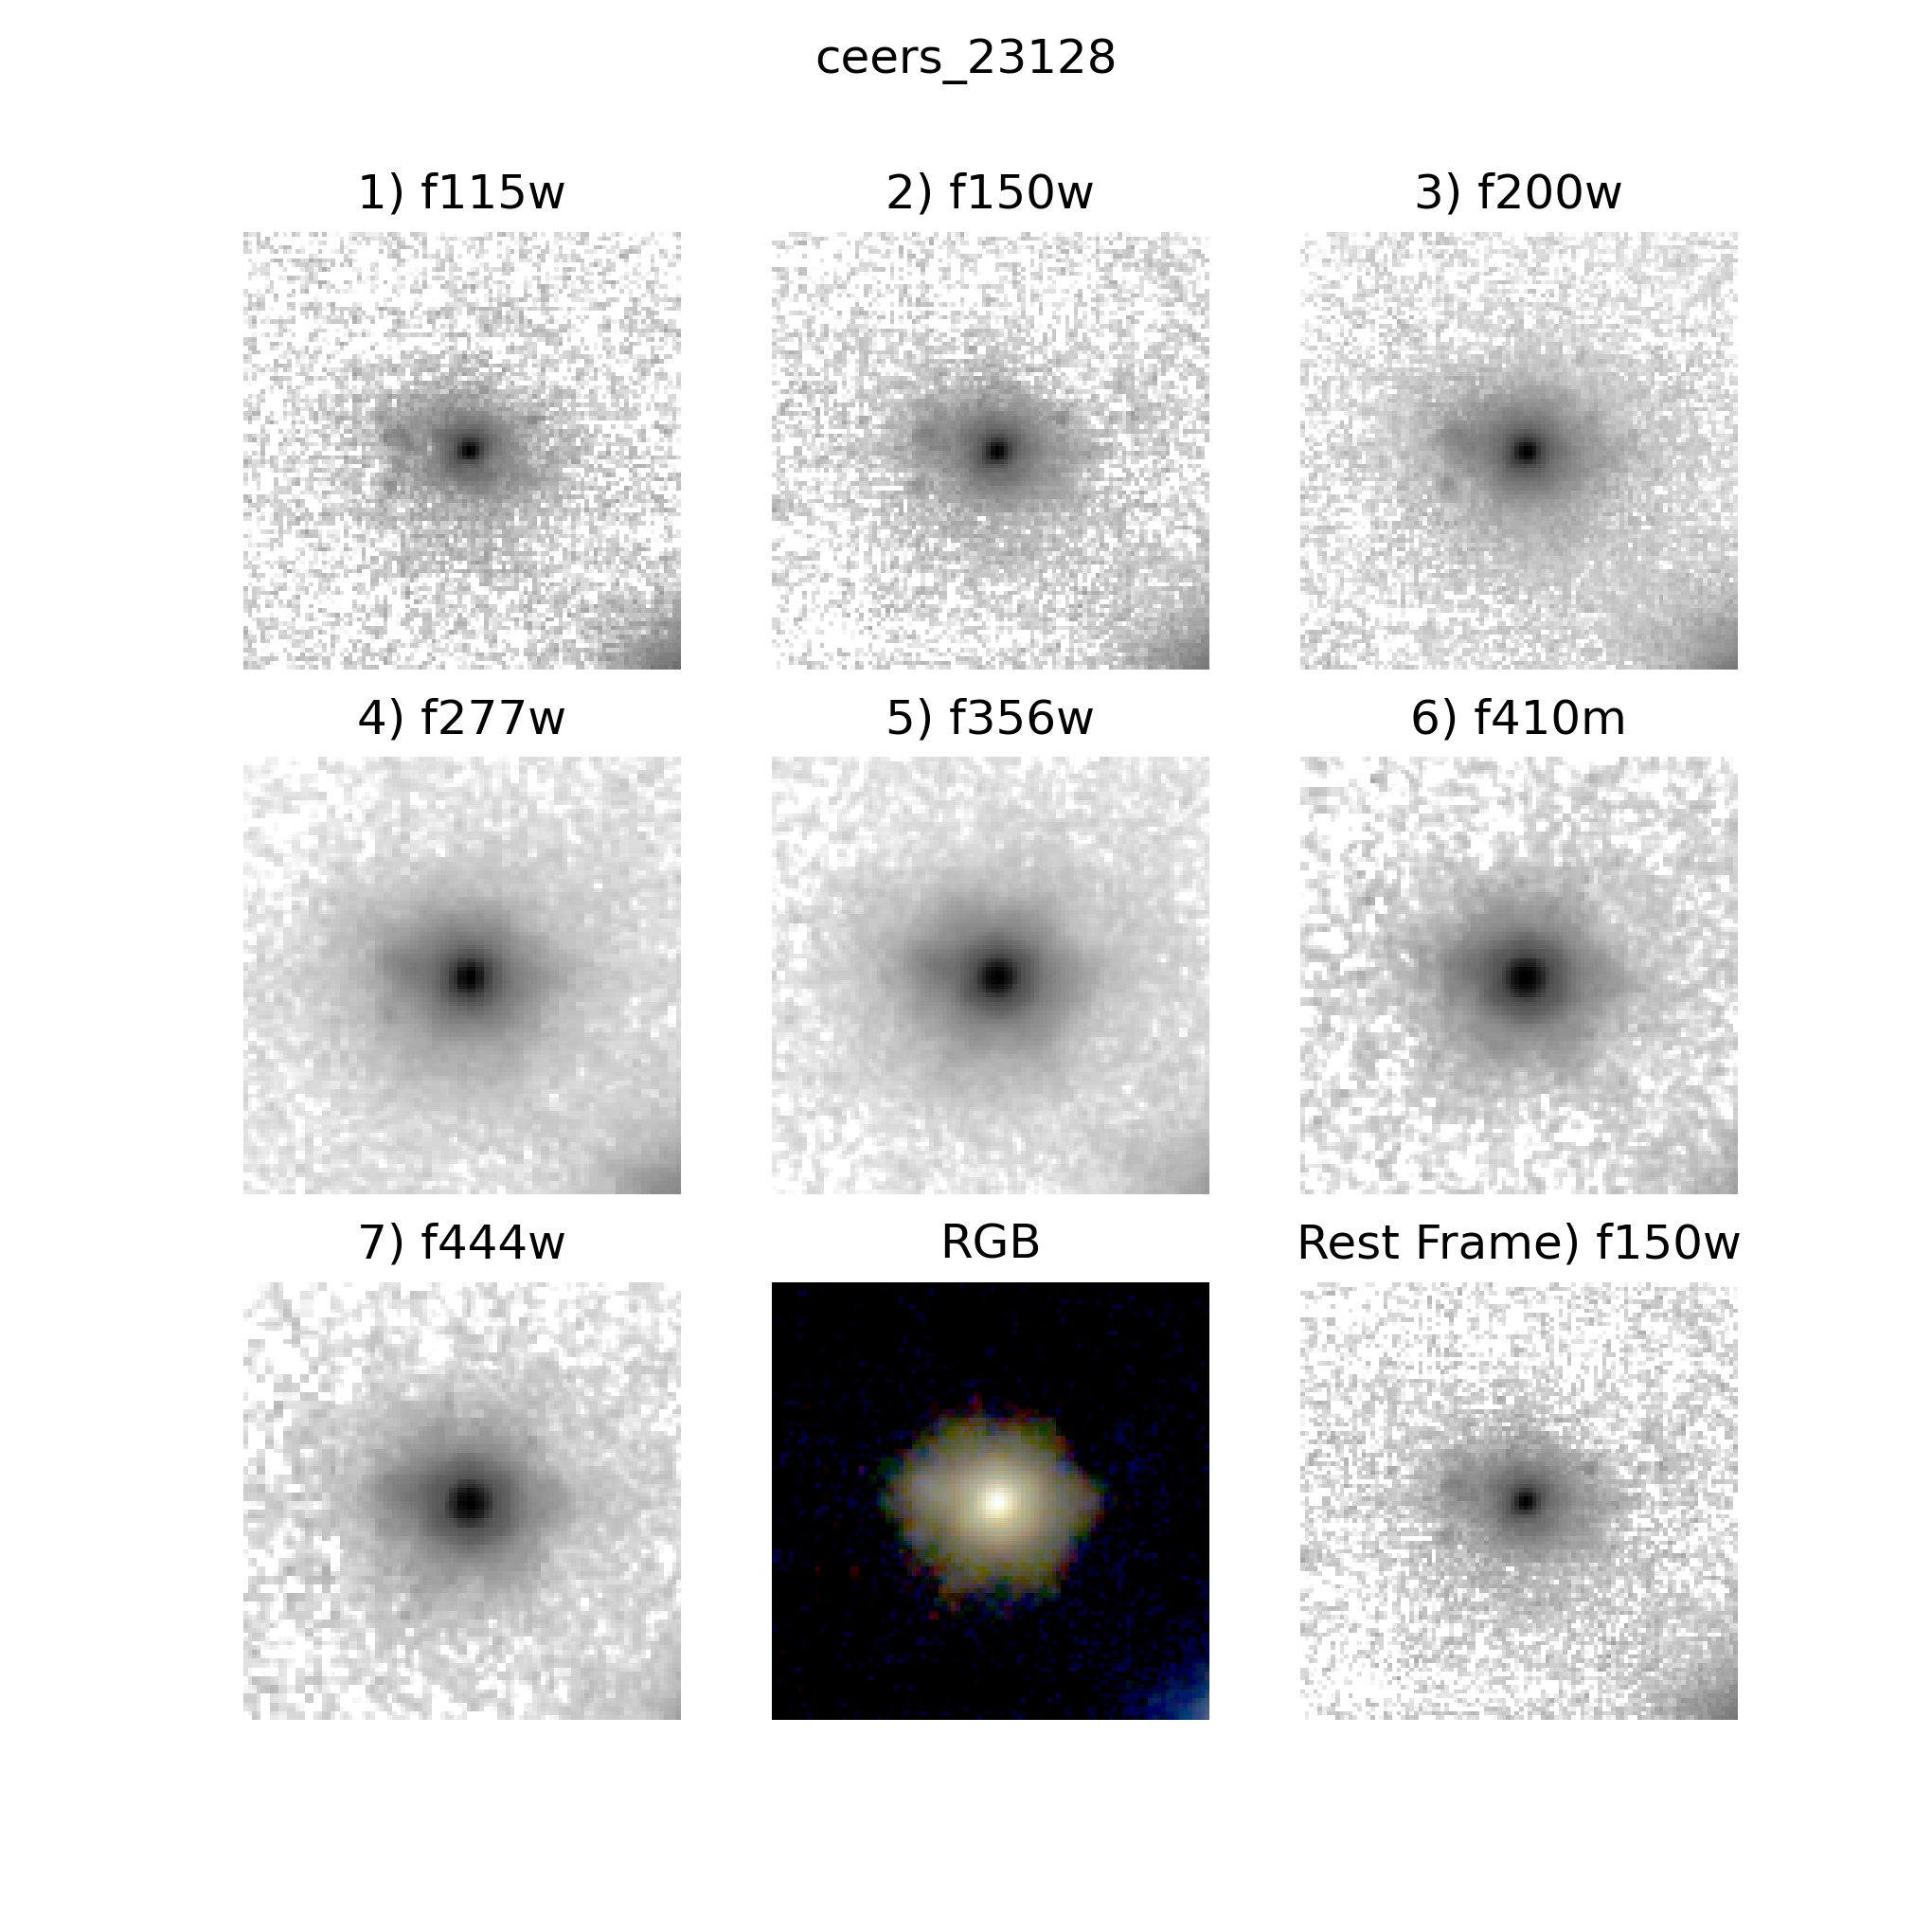 ceers_23128
1) f115w
2) f150w
3) f200w
4) f277w
5) f356w
6) f410m
7) f444w
RGB
Rest Frame) f150w